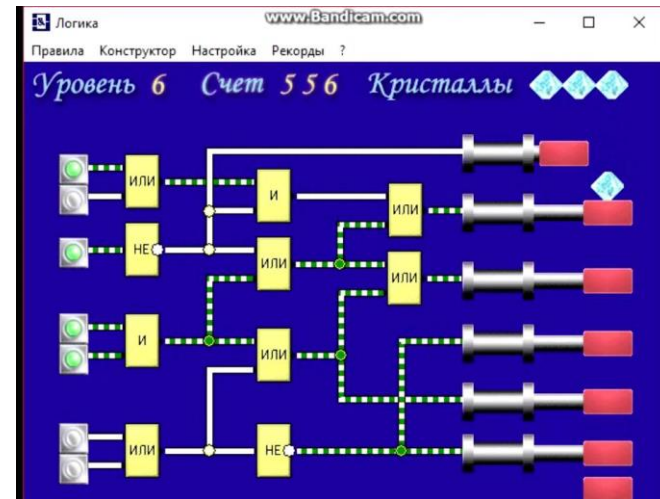 www.Bandicam.com
Логика
Правила Конструктор Настройка Рекорды ?
Уровень 6 Счет 556 Кристаллы
ИЛИ
И
ИЛИ
НЕ
ИЛИ
ИЛИ
И
ИЛИ
ИЛИ
НЕ